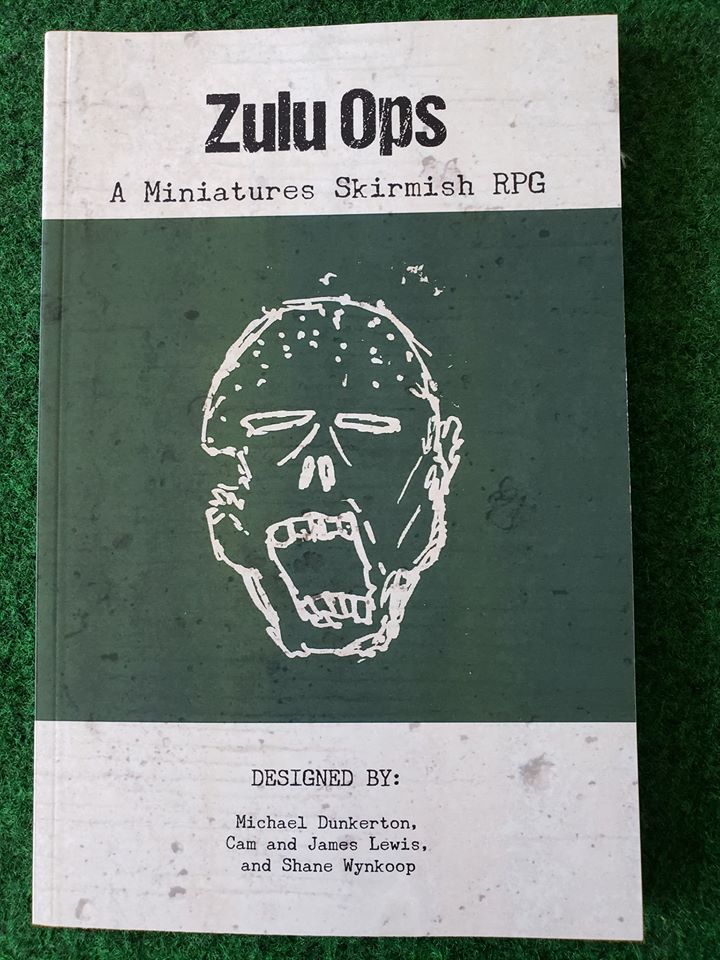 Zulu Ops
A Miniatures Skirmish RPG
DESIGNED BY:
Michael Dunkerton,
Cam and James Lewis,
and Shane Wynkoop